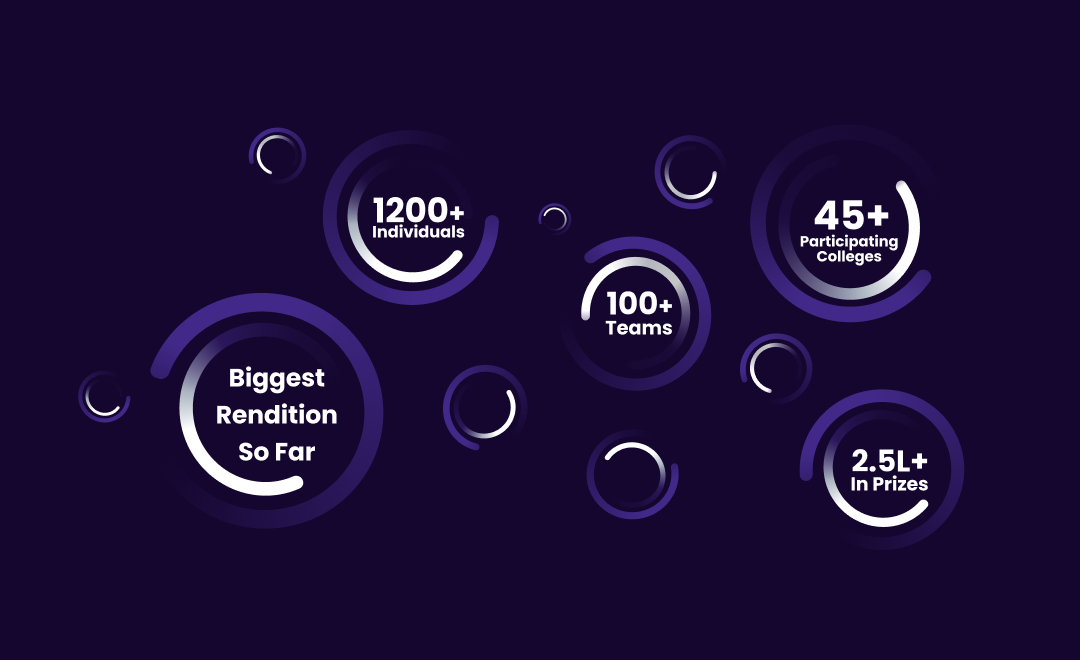 1200+
Individuals
45+
Participating
Colleges
100+
Teams
Biggest
Rendition
So Far
2.5L+
In Prizes